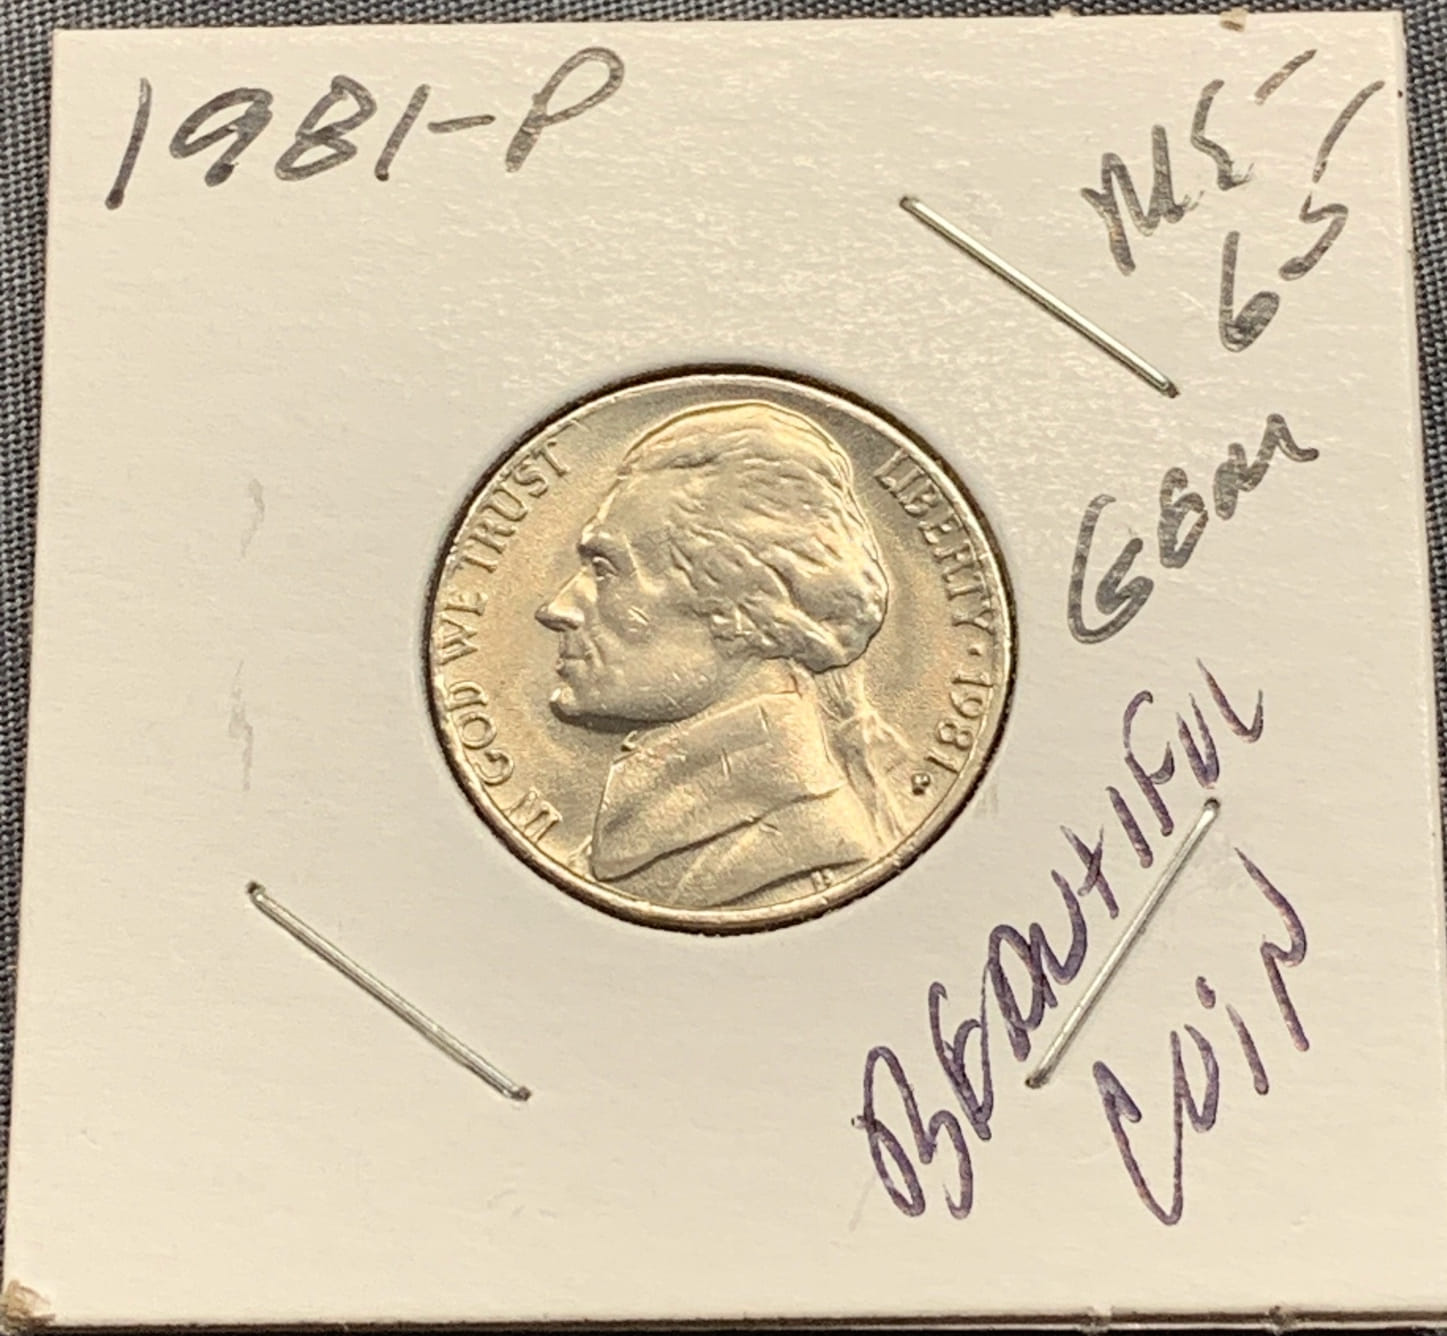 1981-P
MS
65
GEM
BEAUtiFUL
COiN
IN GOD WE TRUST
LIBERTY · 1981